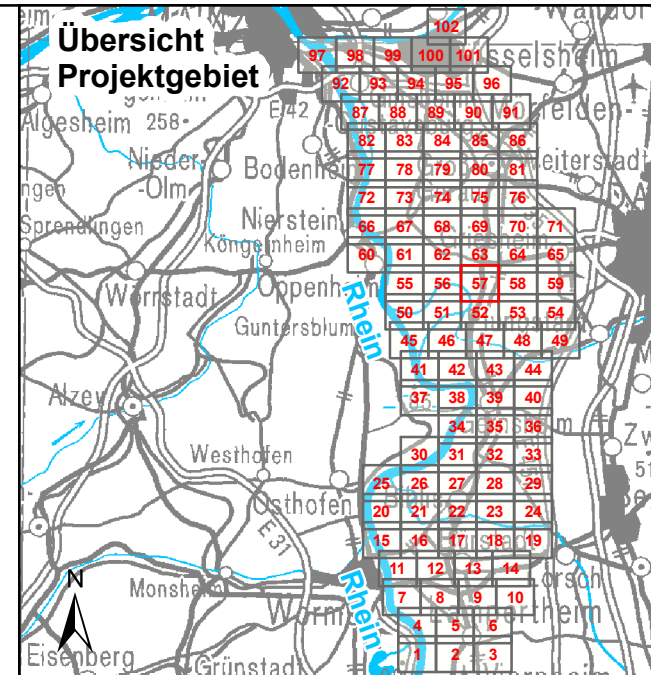 Übersicht
Projektgebiet
102
97 98 99 100 101
sselsheim
92 93 94 95 96
E42
87 88 89 90 91
Algesheim 258
82 83 84 85 86
Nieder
-Olm
Bodenheim
77 78 79 80 81
Weiterstadt
72 73 74 75 76
Sprendlingen
Nierstein
66 67 68 69 70 71
Köngernheim
60 61 62 63 64 65
Wörrstadt
Oppenheim
55 56 57 58 59
Rhein
50 51 52 53 54
Guntersblum
45 46 47 48 49
41 42 43 44
Alzey
37 38 39 40
34 35 36
Westhofen
30 31 32 33
25 26 27 28 29
Osthofen
20 21 22 23 24
E 31
15 16 17 18 19
11 12 13 14
Lorsch
N
Monsheim
Rhein
7 8 9 10
Worms
4 5 6
Eisenberg
Grünstadt
1 2 3